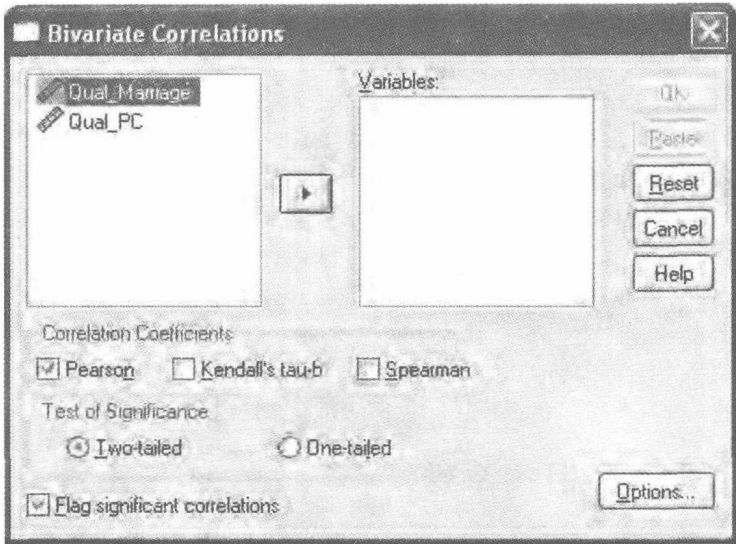 Bivariate Correlations
Qual_Marriage
Qual_PC
Variables:
OK
Paste
Reset
Cancel
Help
Correlation Coefficients
Pearson Kendall's tau-b Spearman
Test of Significance
Two-tailed One-tailed
Flag significant correlations
Options...